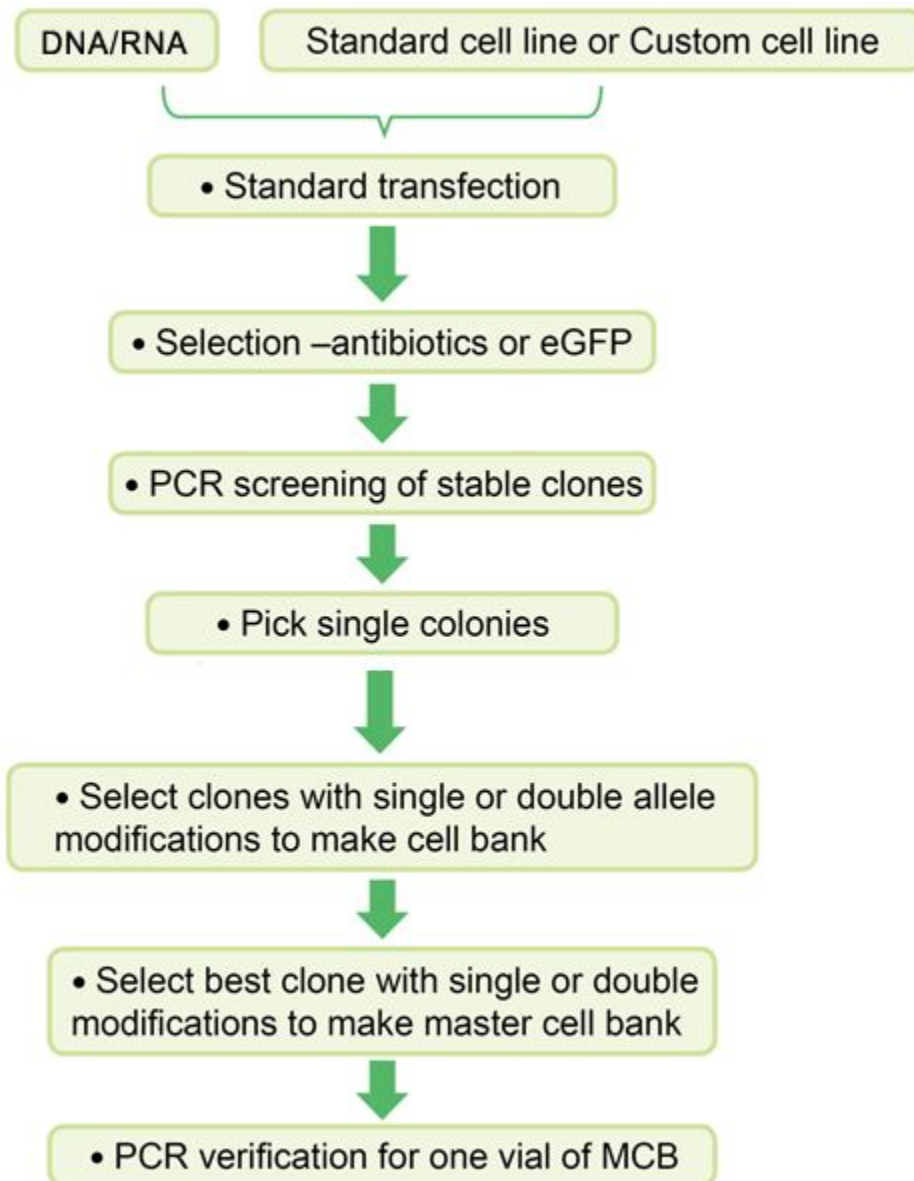 DNA/RNA
Standard cell line or Custom cell line
• Standard transfection
• Selection –antibiotics or eGFP
• PCR screening of stable clones
• Pick single colonies
• Select clones with single or double allele
modifications to make cell bank
• Select best clone with single or double
modifications to make master cell bank
• PCR verification for one vial of MCB